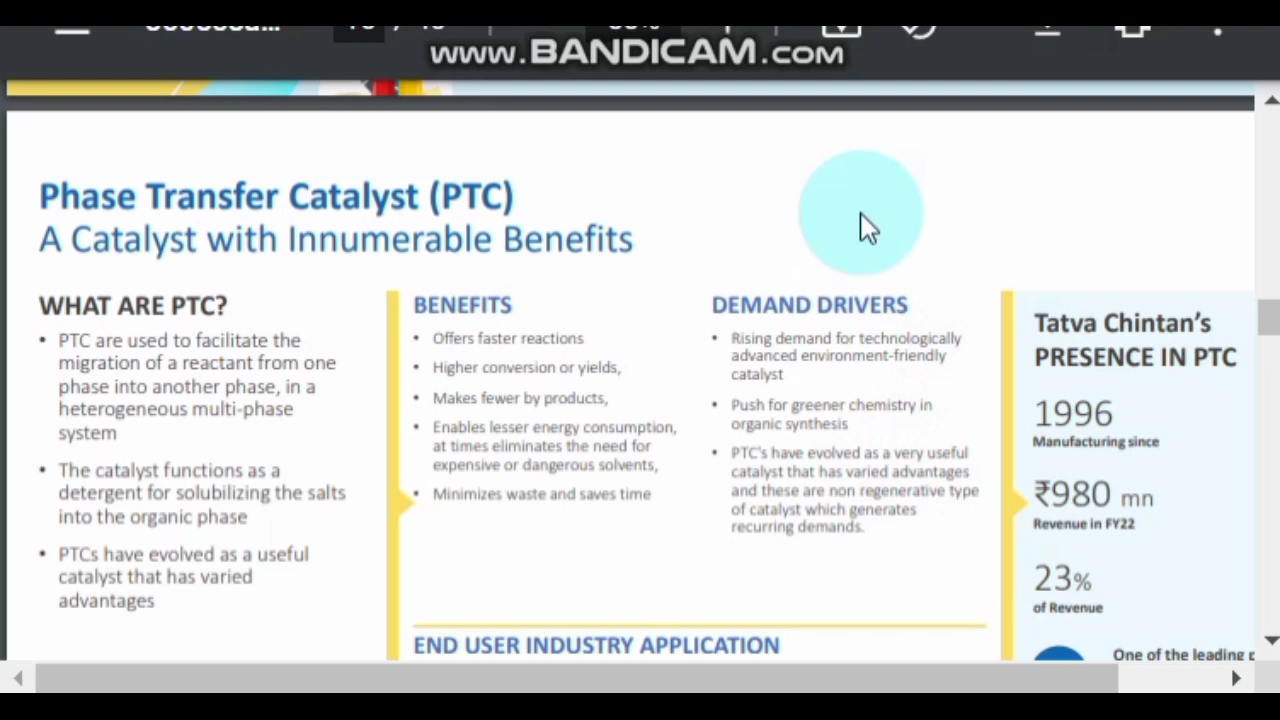 www.BANDICAM.com
Phase Transfer Catalyst (PTC)
A Catalyst with Innumerable Benefits
WHAT ARE PTC?
• PTC are used to facilitate the
migration of a reactant from one
phase into another phase, in a
heterogeneous multi-phase
system
• The catalyst functions as a
detergent for solubilizing the salts
into the organic phase
• PTCs have evolved as a useful
catalyst that has varied
advantages
BENEFITS
• Offers faster reactions
• Higher conversion or yields,
• Makes fewer by products,
• Enables lesser energy consumption,
at times eliminates the need for
expensive or dangerous solvents,
• Minimizes waste and saves time
DEMAND DRIVERS
• Rising demand for technologically
advanced environment-friendly
catalyst
• Push for greener chemistry in
organic synthesis
• PTC's have evolved as a very useful
catalyst that has varied advantages
and these are non regenerative type
of catalyst which generates
recurring demands.
END USER INDUSTRY APPLICATION
Tatva Chintan's
PRESENCE IN PTC
1996
Manufacturing since
₹980 mn
Revenue in FY22
23%
of Revenue
One of the leading